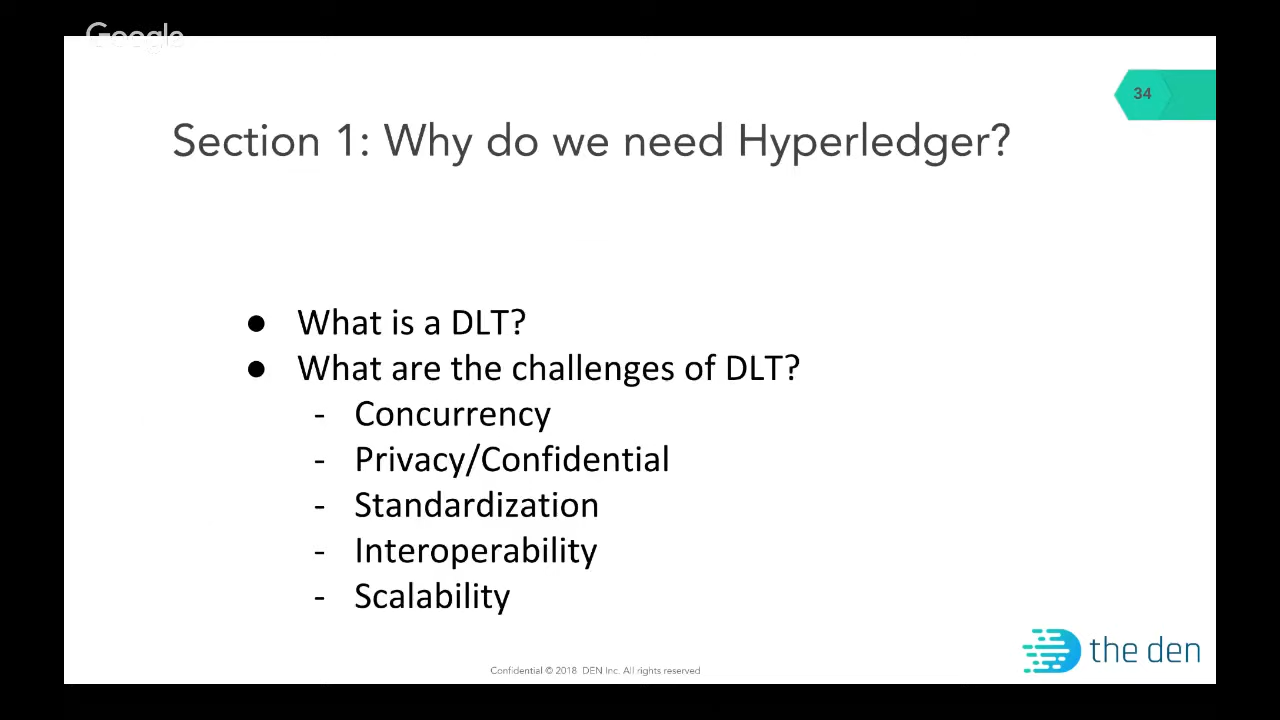 Google
34
Section 1: Why do we need Hyperledger?
● What is a DLT?
● What are the challenges of DLT?
- Concurrency
- Privacy/Confidential
- Standardization
- Interoperability
- Scalability
the den
Confidential © 2018 DEN Inc. All rights reserved